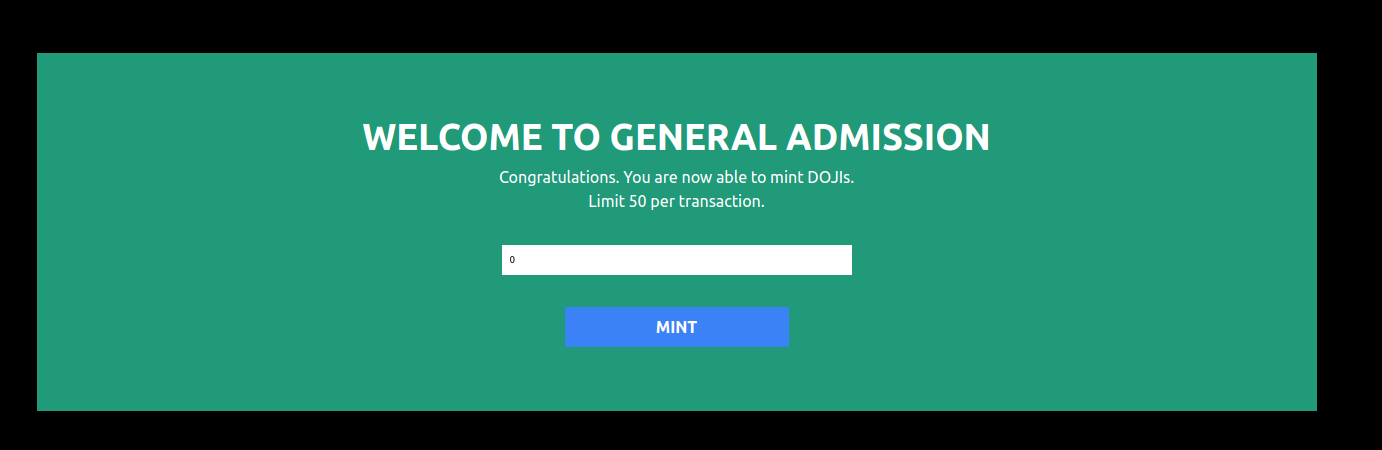 WELCOME TO GENERAL ADMISSION
Congratulations. You are now able to mint DOJIs.
Limit 50 per transaction.
0
MINT